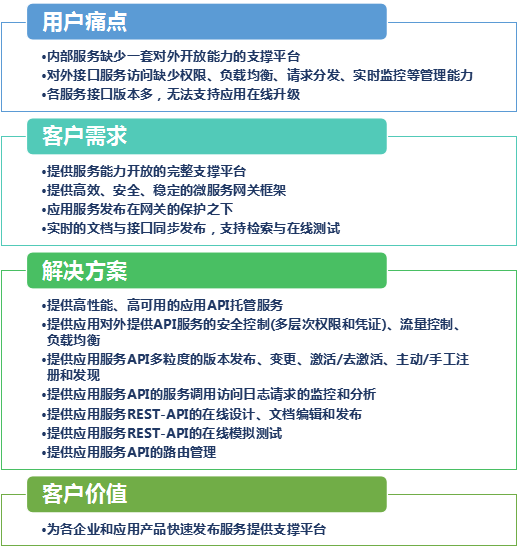 用户痛点
•内部服务缺少一套对外开放能力的支撑平台
•对外接口服务访问缺少权限、负载均衡、请求分发、实时监控等管理能力
•各服务接口版本多，无法支持应用在线升级
客户需求
•提供服务能力开放的完整支撑平台
•提供高效、安全、稳定的微服务网关框架
•应用服务发布在网关的保护之下
•实时的文档与接口同步发布，支持检索与在线测试
解决方案
•提供高性能、高可用的应用API托管服务
•提供应用对外提供API服务的安全控制(多层次权限和凭证)、流量控制、
负载均衡
•提供应用服务API多粒度的版本发布、变更、激活/去激活、主动/手工注
册和发现
•提供应用服务API的服务调用访问日志请求的监控和分析
•提供应用服务REST-API的在线设计、文档编辑和发布
•提供应用服务REST-API的在线模拟测试
•提供应用服务API的路由管理
客户价值
•为各企业和应用产品快速发布服务提供支撑平台